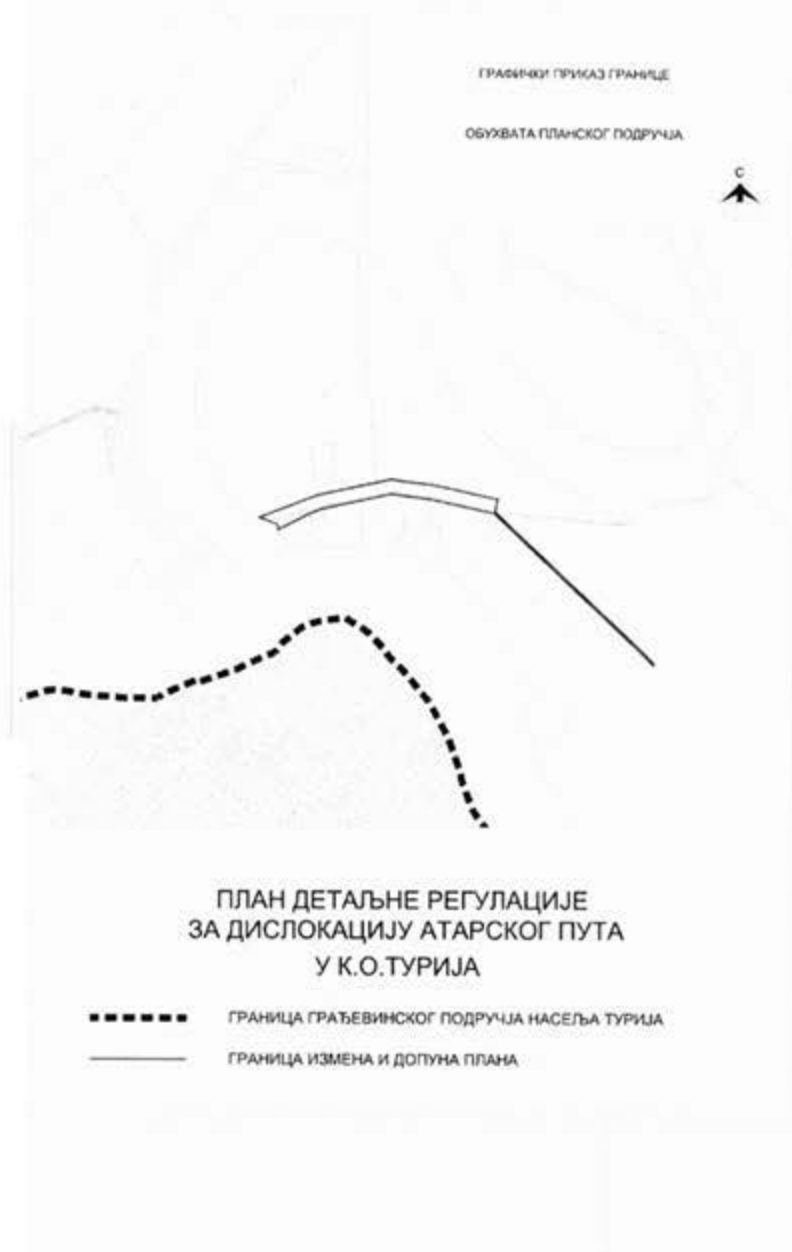 ГРАФИЧКИ ПРИКАЗ ГРАНИЦЕ
ОБУХВАТА ПЛАНСКОГ ПОДРУЧЈА
С
ПЛАН ДЕТАЉНЕ РЕГУЛАЦИЈЕ
ЗА ДИСЛОКАЦИЈУ АТАРСКОГ ПУТА
У К.О.ТУРИЈА
ГРАНИЦА ГРАЂЕВИНСКОГ ПОДРУЧЈА НАСЕЉА ТУРИЈА
ГРАНИЦА ИЗМЕНА И ДОПУНА ПЛАНА